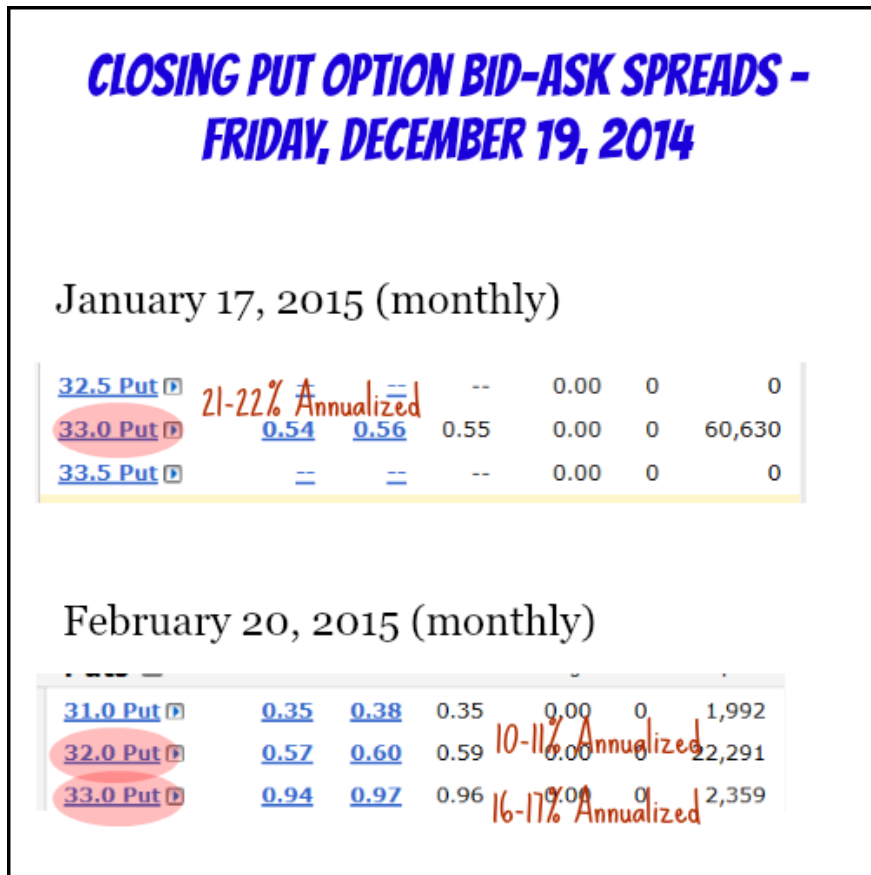 CLOSING PUT OPTION BID-ASK SPREADS -
FRIDAY, DECEMBER 19, 2014
January 17, 2015 (monthly)
32.5 Put -- -- -- 0.00 0 0
21-22% Annualized
33.0 Put 0.54 0.56 0.55 0.00 0 60,630
33.5 Put -- -- -- 0.00 0 0
February 20, 2015 (monthly)
31.0 Put 0.35 0.38 0.35 0.00 0 1,992
10-11% Annualized
32.0 Put 0.57 0.60 0.59 0.00 0 22,291
33.0 Put 0.94 0.97 0.96 0.00 0 2,359
16-17% Annualized